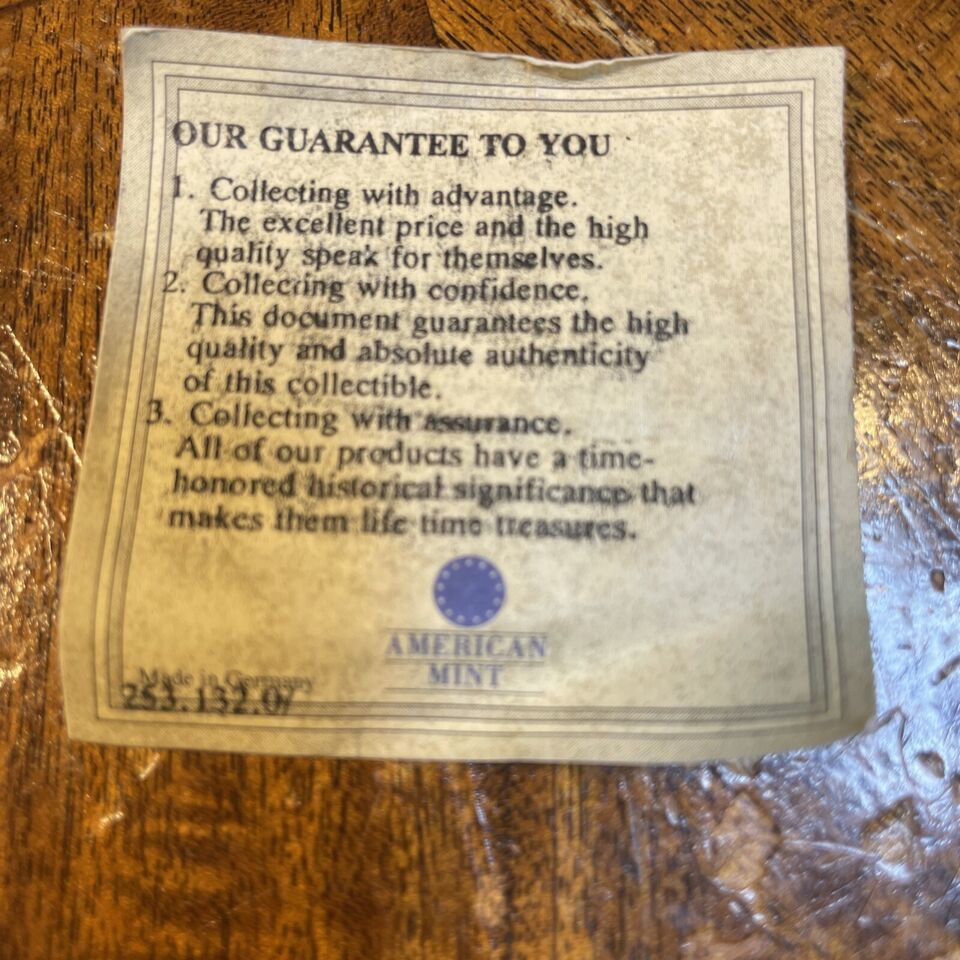 OUR GUARANTEE TO YOU
1. Collecting with advantage.
The excellent price and the high
quality speak for themselves.
2. Collecting with confidence.
This document guarantees the high
quality and absolute authenticity
of this collectible.
3. Collecting with assurance.
All of our products have a time-
honored historical significance that
makes them life time treasures.
AMERICAN
MINT
Made in Germany
253.132.0/